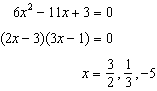 6x² − 11x + 3 = 0
(2x − 3)(3x − 1) = 0
x = 3/2, 1/3, −5